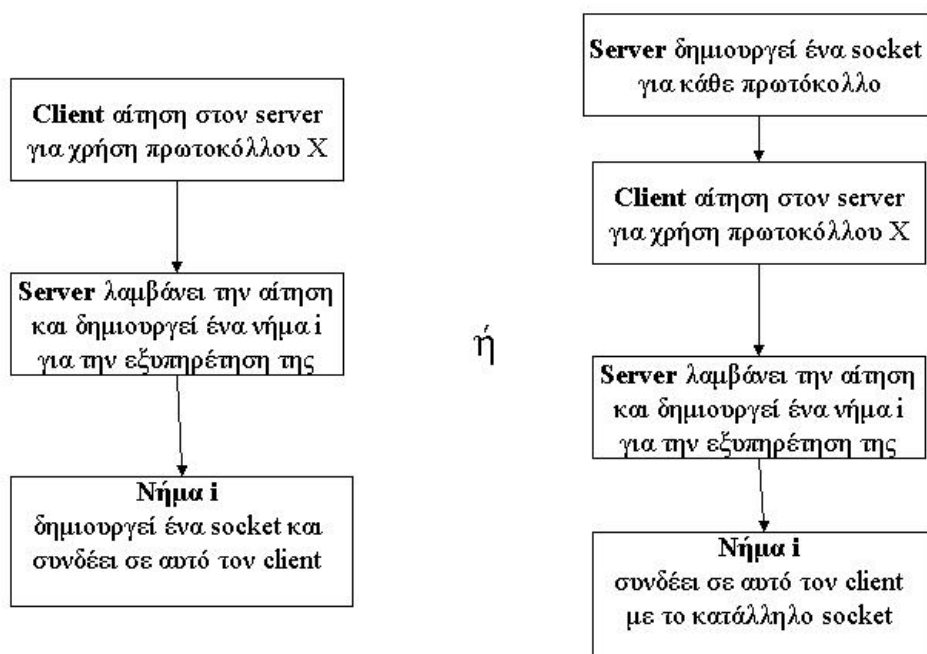 Client αίτηση στον server
για χρήση πρωτοκόλλου Χ
Server λαμβάνει την αίτηση
και δημιουργεί ένα νήμα i
για την εξυπηρέτηση της
Νήμα i
δημιουργεί ένα socket και
συνδέει σε αυτό τον client
ή
Server δημιουργεί ένα socket
για κάθε πρωτόκολλο
Client αίτηση στον server
για χρήση πρωτοκόλλου Χ
Server λαμβάνει την αίτηση
και δημιουργεί ένα νήμα i
για την εξυπηρέτηση της
Νήμα i
συνδέει σε αυτό τον client
με το κατάλληλο socket